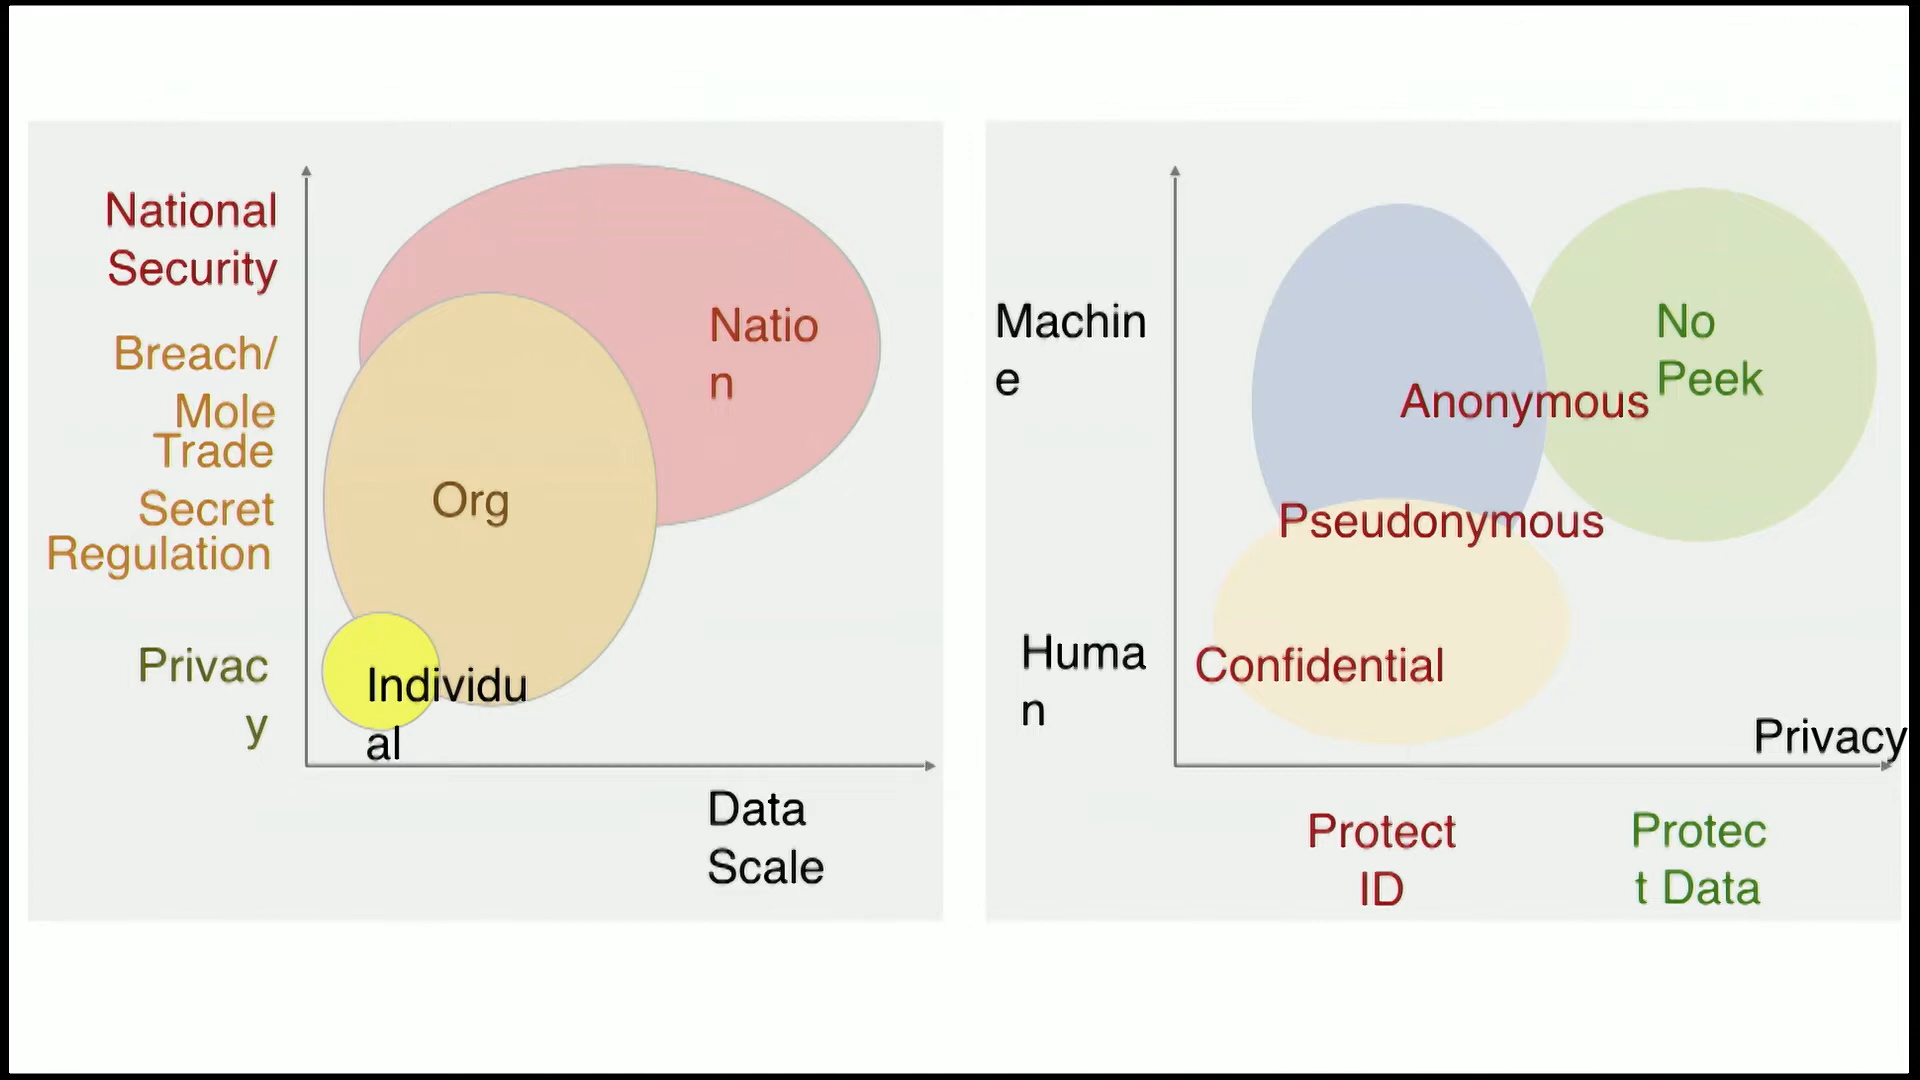 National
Security
Breach/
Mole
Trade
Secret
Regulation
Privac
y
Natio
n
Org
Individu
al
Data
Scale
Machin
e
Huma
n
No
Peek
Anonymous
Pseudonymous
Confidential
Privacy
Protect
ID
Protec
t Data